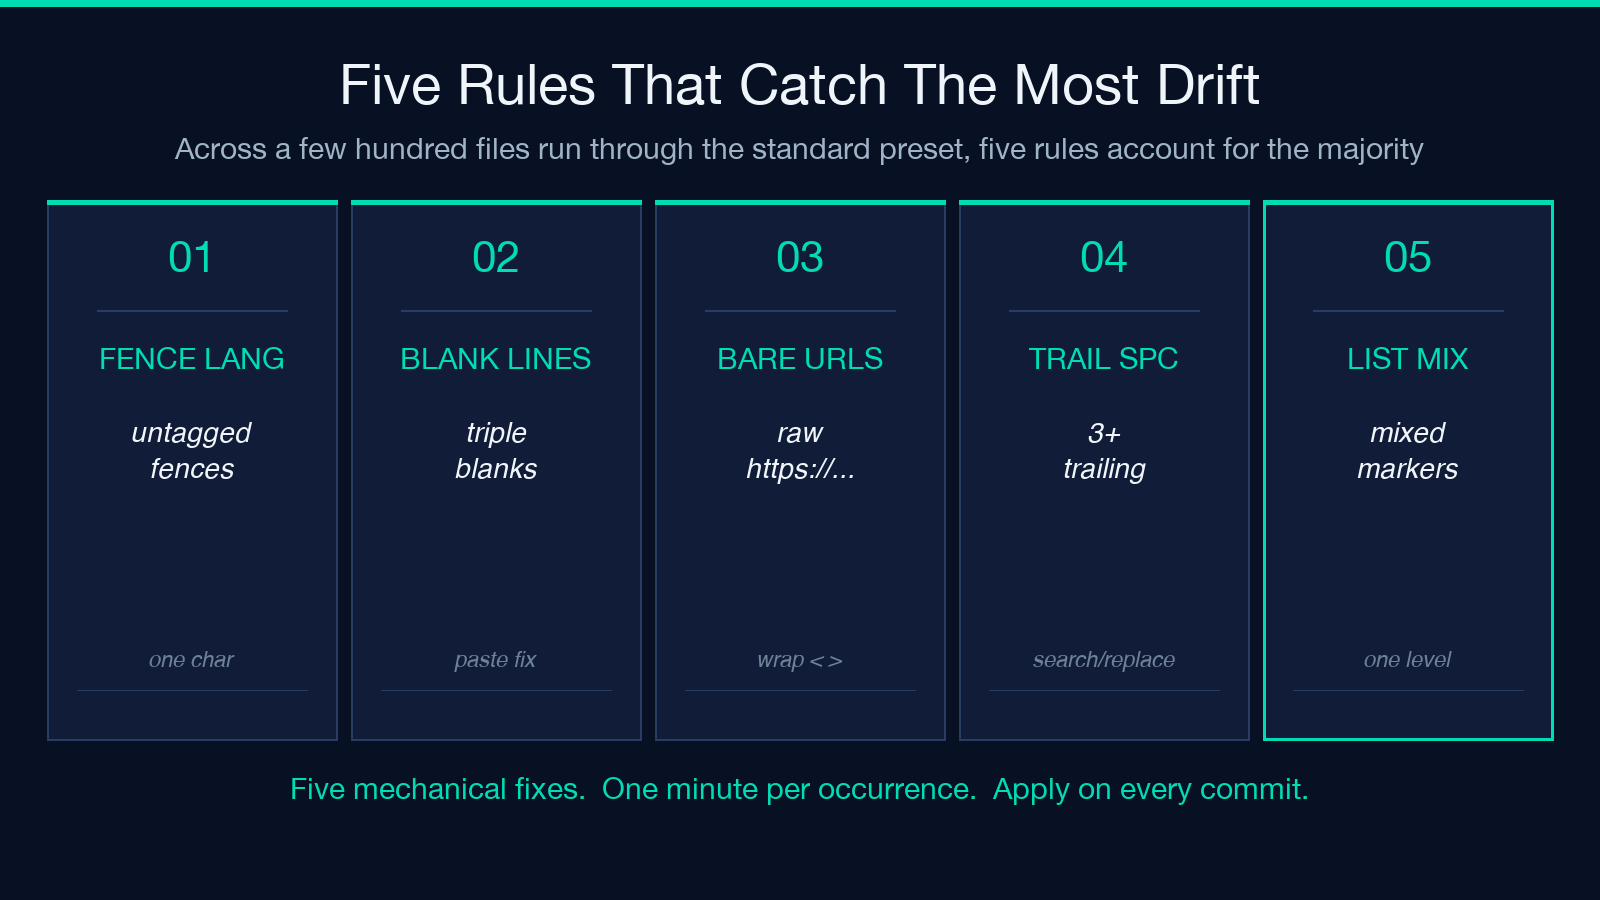 Five Rules That Catch The Most Drift
Across a few hundred files run through the standard preset, five rules account for the majority
01
FENCE LANG
untagged
fences
one char
02
BLANK LINES
triple
blanks
paste fix
03
BARE URLS
raw
https://...
wrap < >
04
TRAIL SPC
3+
trailing
search/replace
05
LIST MIX
mixed
markers
one level
Five mechanical fixes.  One minute per occurrence.  Apply on every commit.